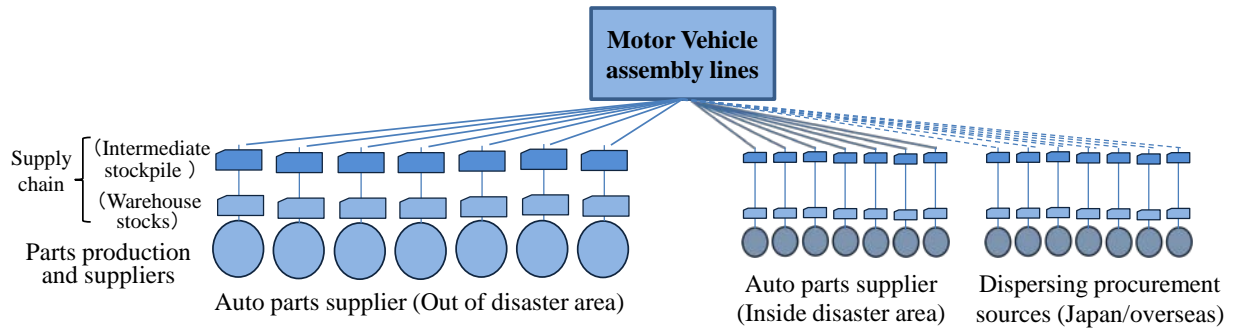 Motor Vehicle
assembly lines
Supply
chain
（Intermediate
stockpile ）
（Warehouse
stocks）
Parts production
and suppliers
Auto parts supplier (Out of disaster area)
Auto parts supplier
(Inside disaster area)
Dispersing procurement
sources (Japan/overseas)